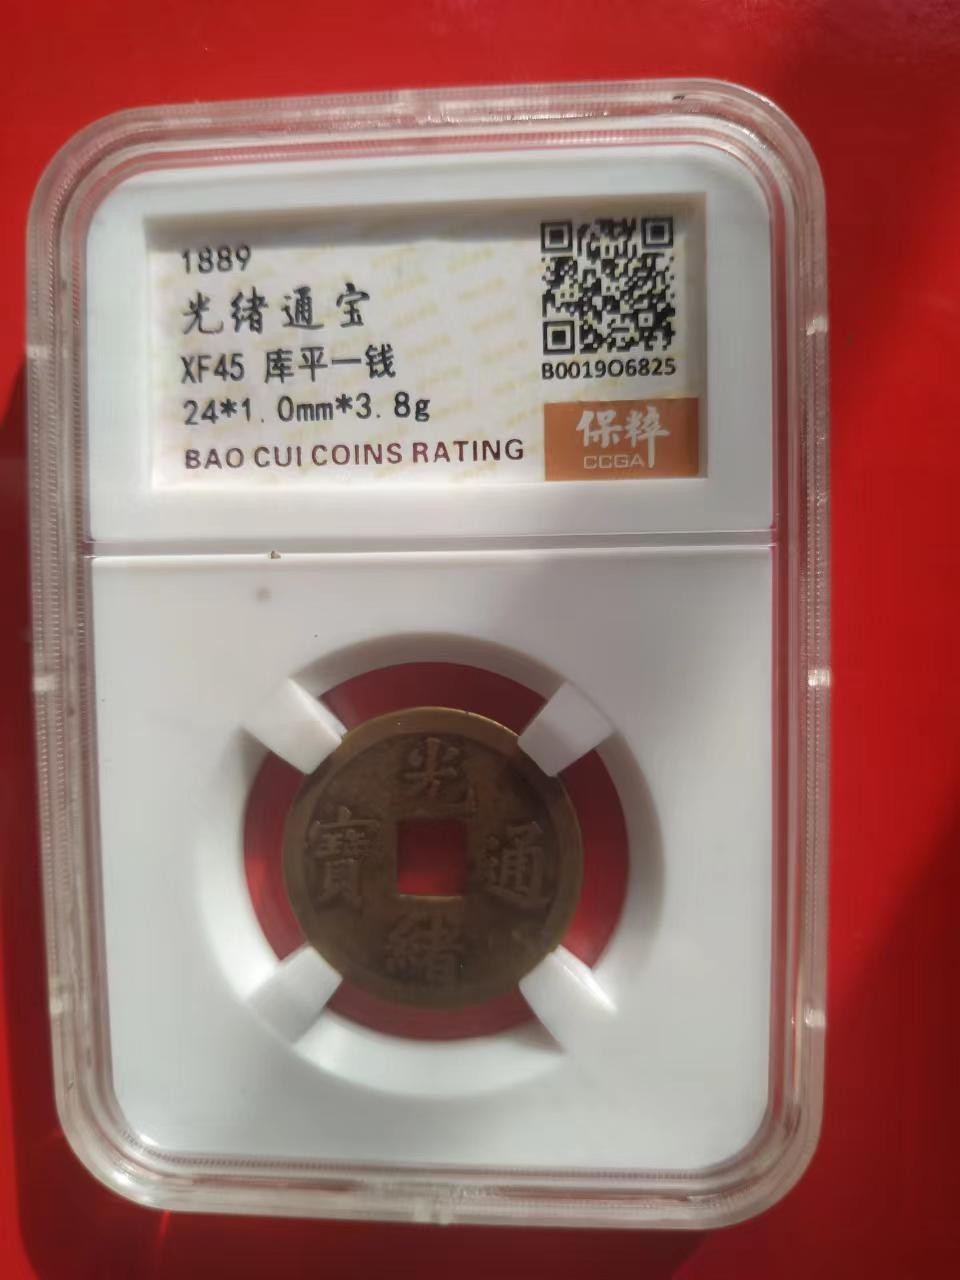 1889
光绪通宝
XF45 库平一钱
24*1.0mm*3.8g
BAO CUI COINS RATING
B0019O6825
保粹
CCGA
光
寶 通
緒